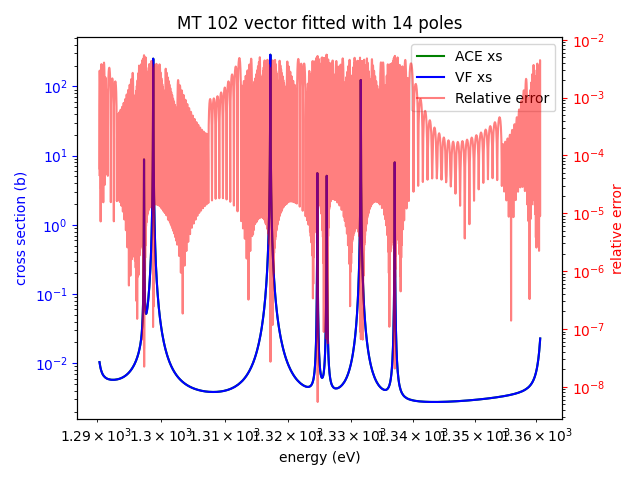 MT 102 vector fitted with 14 poles
ACE xs
VF xs
Relative error
cross section (b)
10²
10¹
10⁰
10⁻¹
10⁻²
relative error
10⁻²
10⁻³
10⁻⁴
10⁻⁵
10⁻⁶
10⁻⁷
10⁻⁸
1.29×10³ 1.3×10³ 1.31×10³ 1.32×10³ 1.33×10³ 1.34×10³ 1.35×10³ 1.36×10³
energy (eV)